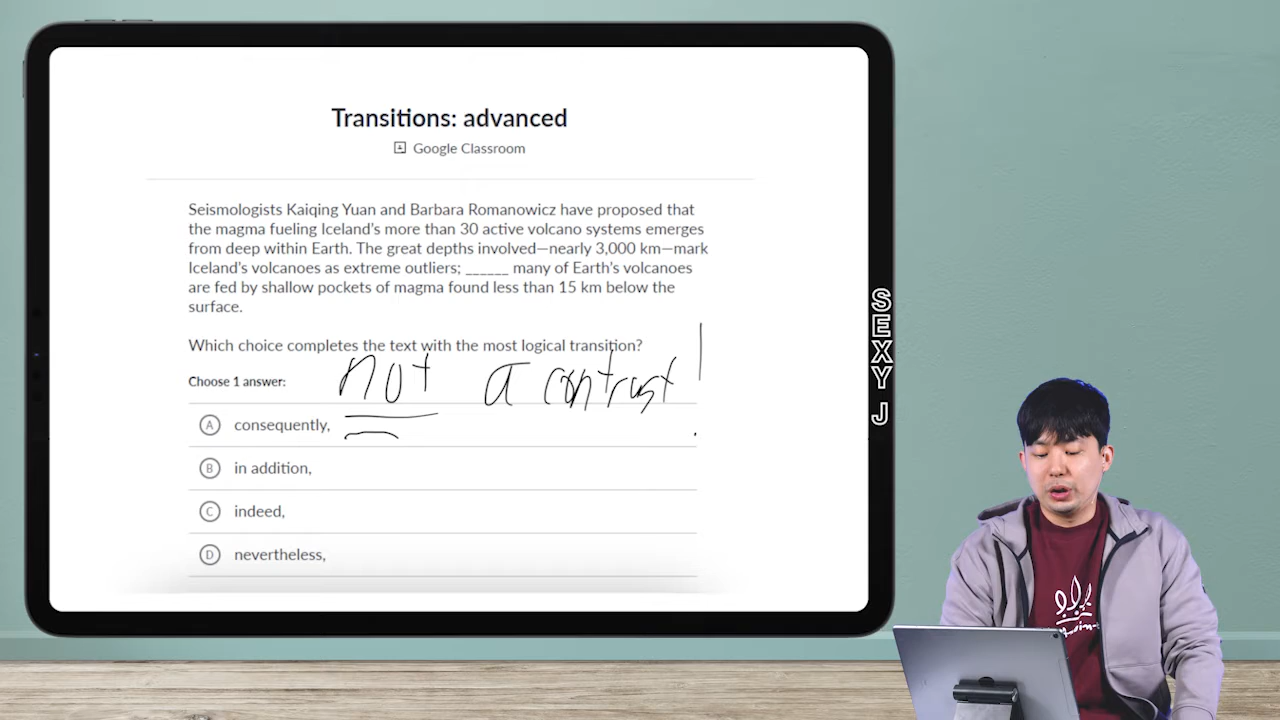 Transitions: advanced
Google Classroom
Seismologists Kaiqing Yuan and Barbara Romanowicz have proposed that
the magma fueling Iceland's more than 30 active volcano systems emerges
from deep within Earth. The great depths involved—nearly 3,000 km—mark
Iceland's volcanoes as extreme outliers; ______ many of Earth's volcanoes
are fed by shallow pockets of magma found less than 15 km below the
surface.
Which choice completes the text with the most logical transition?
Choose 1 answer:
not a contrast!
A consequently,
B in addition,
C indeed,
D nevertheless,
SEXY J